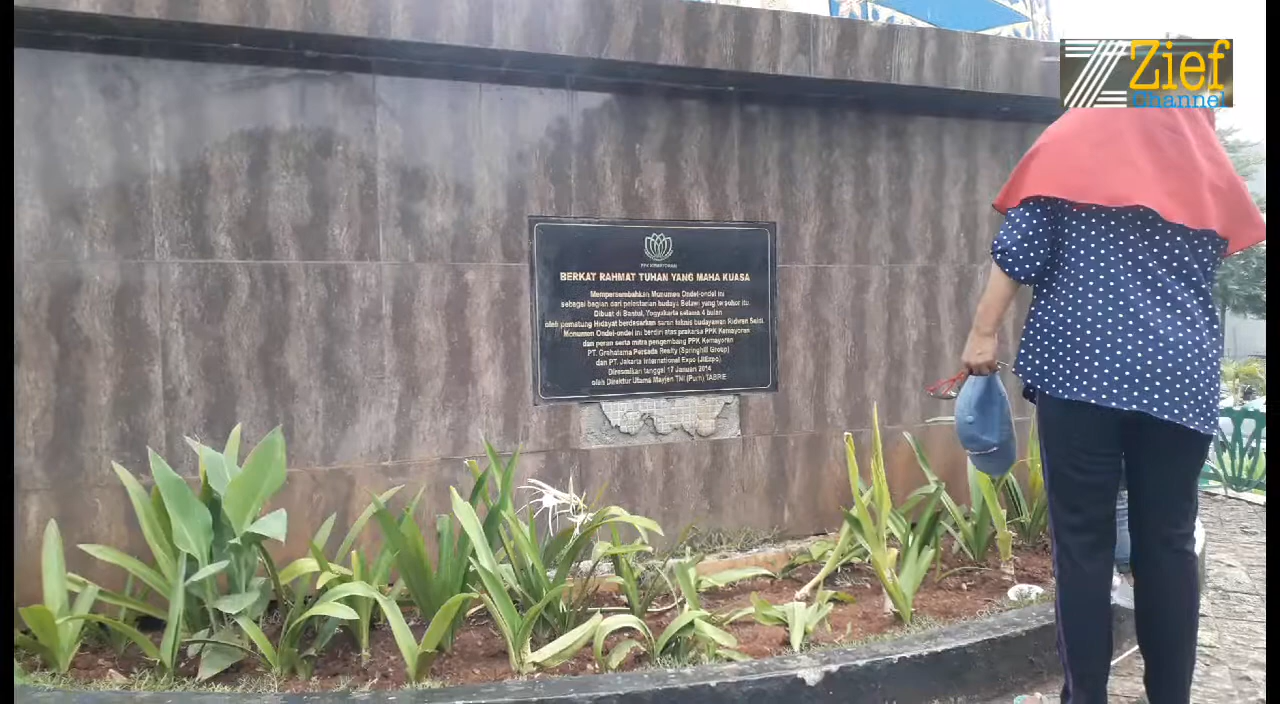 Zief
channel
PPK KEMAYORAN
BERKAT RAHMAT TUHAN YANG MAHA KUASA
Mempersembahkan Monumen Ondel-ondel ini
sebagai bagian dari pelestarian budaya Betawi yang terpohor itu.
Dibuat di Bantul, Yogyakarta selama 4 bulan
oleh pematung Hidayat berdasarkan saran teknis budayawan Ridwan Saidi.
Monumen Ondel-ondel ini berdiri atas prakarsa PPK Kemayoran
dan peran serta mitra pengembang PPK Kemayoran
PT. Grahatama Persada Realty (Springhill Group)
dan PT. Jakarta International Expo (JIExpo)
Diresmikan tanggal 17 Januari 2014
oleh Direktur Utama Mayjen TNI (Purn) TABRIE